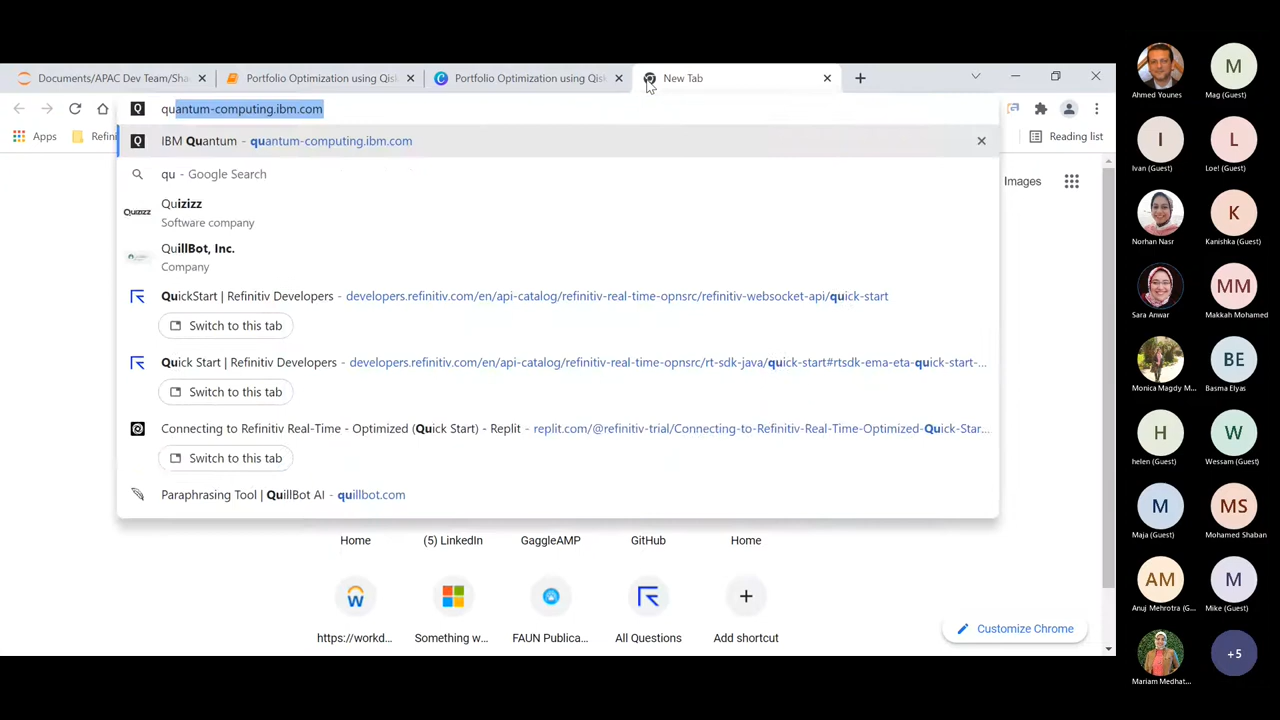 Documents/APAC Dev Team/Sha
Portfolio Optimization using Qisk
Portfolio Optimization using Qisk
New Tab
quantum-computing.ibm.com
Apps
Refini
Reading list
IBM Quantum - quantum-computing.ibm.com
qu - Google Search
Images
Quizizz
Quizizz
Software company
QuillBot, Inc.
Company
QuickStart | Refinitiv Developers - developers.refinitiv.com/en/api-catalog/refinitiv-real-time-opnsrc/refinitiv-websocket-api/quick-start
Switch to this tab
Quick Start | Refinitiv Developers - developers.refinitiv.com/en/api-catalog/refinitiv-real-time-opnsrc/rt-sdk-java/quick-start#rtsdk-ema-eta-quick-start-...
Switch to this tab
Connecting to Refinitiv Real-Time - Optimized (Quick Start) - Replit - replit.com/@refinitiv-trial/Connecting-to-Refinitiv-Real-Time-Optimized-Quick-Star...
Switch to this tab
Paraphrasing Tool | QuillBot AI - quillbot.com
Home
(5) LinkedIn
GaggleAMP
GitHub
Home
https://workd...
Something w...
FAUN Publica...
All Questions
Add shortcut
Customize Chrome
Ahmed Younes
M
Mag (Guest)
I
Ivan (Guest)
L
Loe! (Guest)
Norhan Nasr
K
Kanishka (Guest)
Sara Anwar
MM
Makkah Mohamed
Monica Magdy M...
BE
Basma Elyas
H
helen (Guest)
W
Wessam (Guest)
M
Maja (Guest)
MS
Mohamed Shaban
AM
Anuj Mehrotra (G...
M
Mike (Guest)
Mariam Medhat...
+5